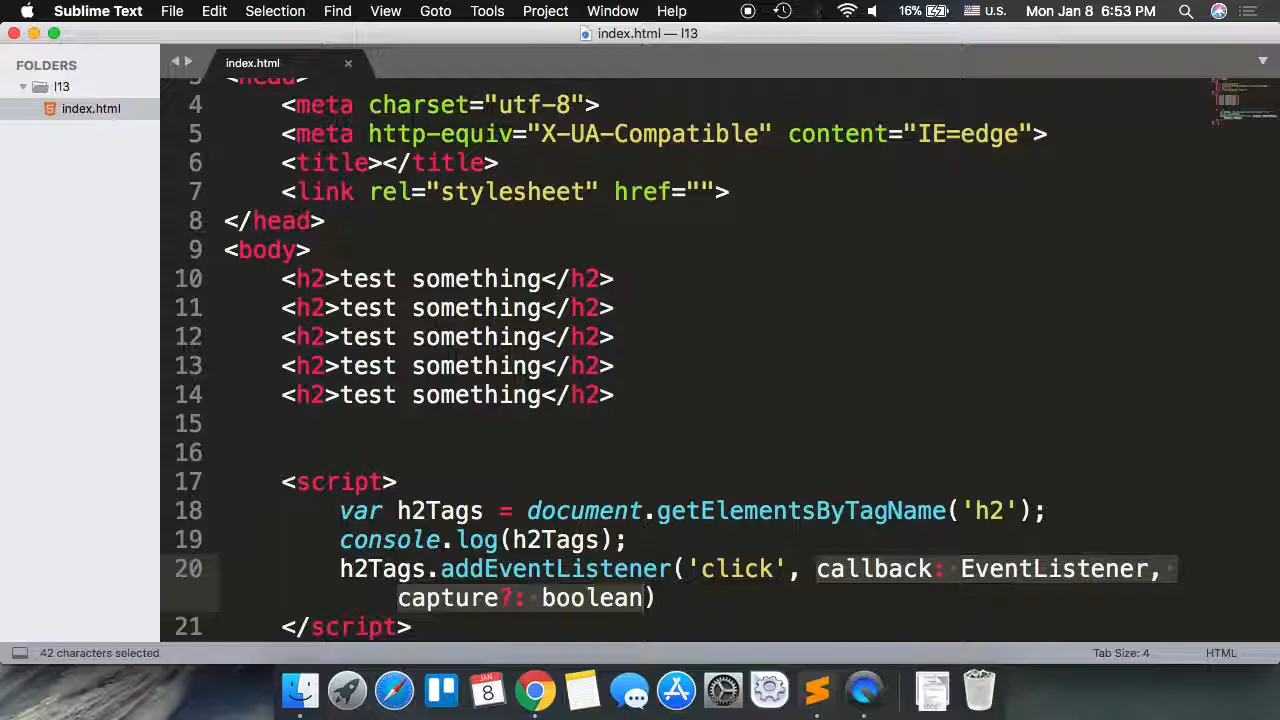 Sublime Text File Edit Selection Find View Goto Tools Project Window Help 16% U.S. Mon Jan 8 6:53 PM
index.html — l13
FOLDERS
l13
index.html
index.html
3 <head>
4 <meta charset="utf-8">
5 <meta http-equiv="X-UA-Compatible" content="IE=edge">
6 <title></title>
7 <link rel="stylesheet" href="">
8 </head>
9 <body>
10 <h2>test something</h2>
11 <h2>test something</h2>
12 <h2>test something</h2>
13 <h2>test something</h2>
14 <h2>test something</h2>
15
16
17 <script>
18 var h2Tags = document.getElementsByTagName('h2');
19 console.log(h2Tags);
20 h2Tags.addEventListener('click', callback: EventListener,
capture?: boolean)
21 </script>
42 characters selected
Tab Size: 4
HTML
JAN
8